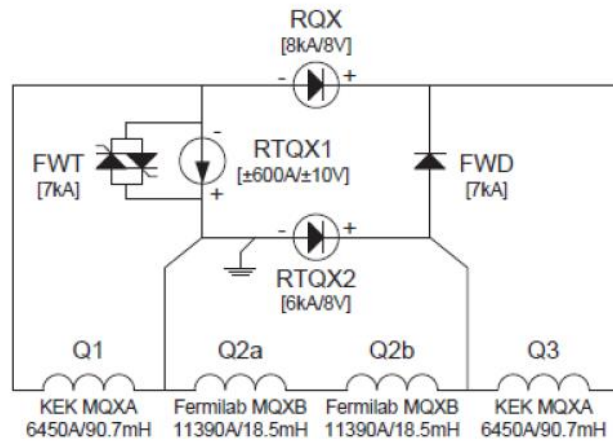 RQX
[8kA/8V]
- +
FWT
[7kA]
-
RTQX1
[±600A/±10V]
+
FWD
[7kA]
- +
RTQX2
[6kA/8V]
Q1 Q2a Q2b Q3
KEK MQXA Fermilab MQXB Fermilab MQXB KEK MQXA
6450A/90.7mH 11390A/18.5mH 11390A/18.5mH 6450A/90.7mH